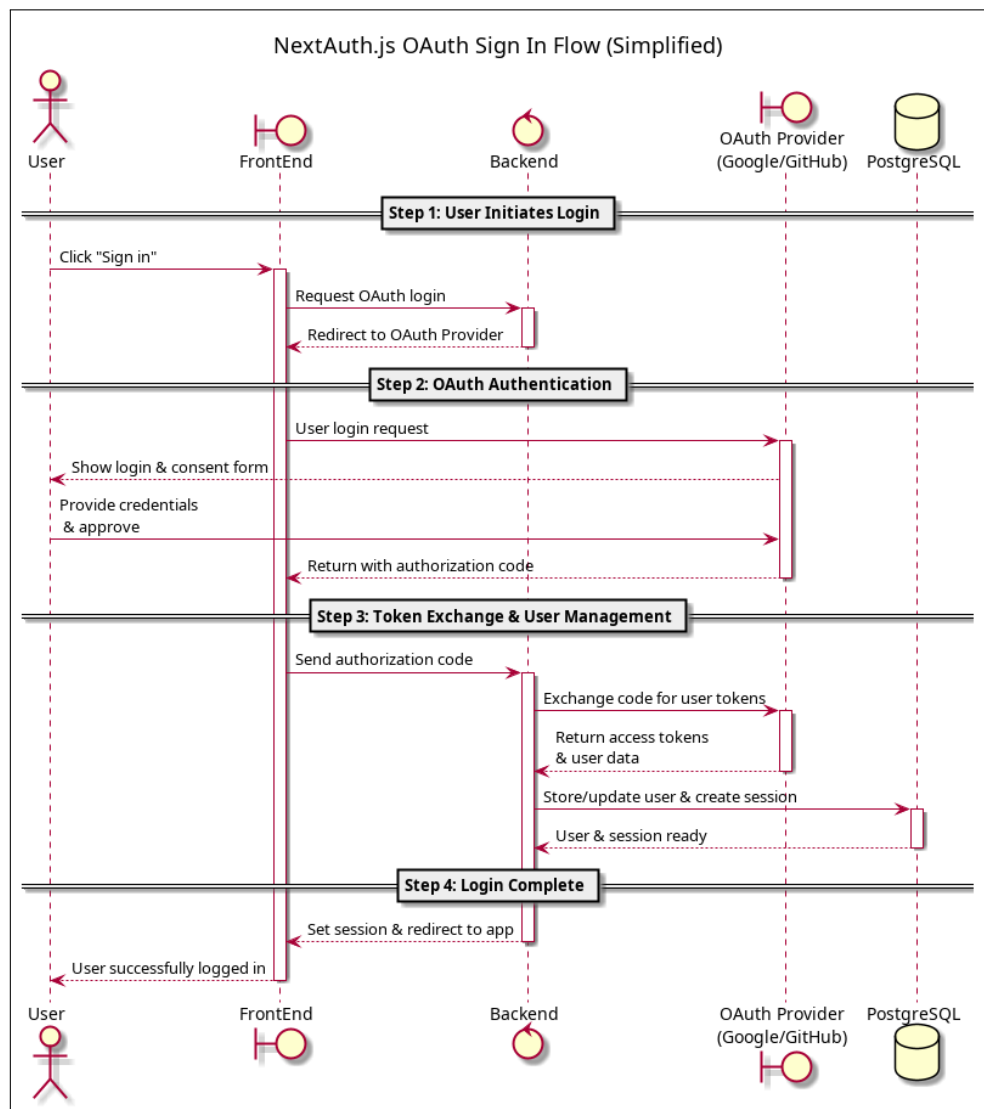 NextAuth.js OAuth Sign In Flow (Simplified)
User
FrontEnd
Backend
OAuth Provider
(Google/GitHub)
PostgreSQL
Step 1: User Initiates Login
Click "Sign in"
Request OAuth login
Redirect to OAuth Provider
Step 2: OAuth Authentication
User login request
Show login & consent form
Provide credentials
& approve
Return with authorization code
Step 3: Token Exchange & User Management
Send authorization code
Exchange code for user tokens
Return access tokens
& user data
Store/update user & create session
User & session ready
Step 4: Login Complete
Set session & redirect to app
User successfully logged in
User
FrontEnd
Backend
OAuth Provider
(Google/GitHub)
PostgreSQL